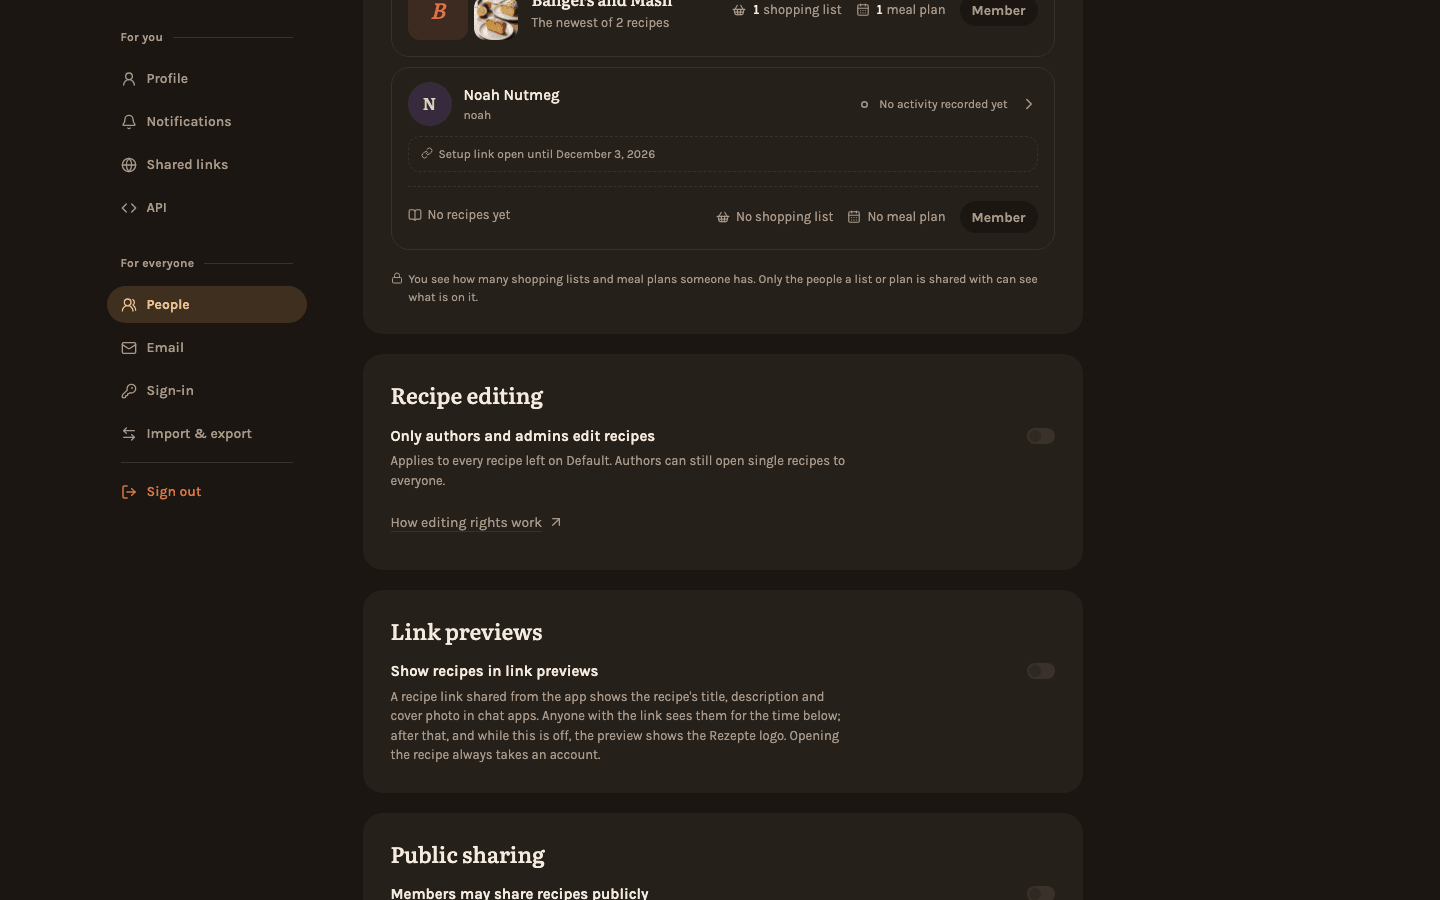 For you
Profile
Notifications
Shared links
API
For everyone
People
Email
Sign-in
Import & export
Sign out
B
Bangers and Mash
The newest of 2 recipes
1 shopping list
1 meal plan
Member
N
Noah Nutmeg
noah
No activity recorded yet
Setup link open until December 3, 2026
No recipes yet
No shopping list
No meal plan
Member
You see how many shopping lists and meal plans someone has. Only the people a list or plan is shared with can see
what is on it.
Recipe editing
Only authors and admins edit recipes
Applies to every recipe left on Default. Authors can still open single recipes to
everyone.
How editing rights work
Link previews
Show recipes in link previews
A recipe link shared from the app shows the recipe's title, description and
cover photo in chat apps. Anyone with the link sees them for the time below;
after that, and while this is off, the preview shows the Rezepte logo. Opening
the recipe always takes an account.
Public sharing
Members may share recipes publicly